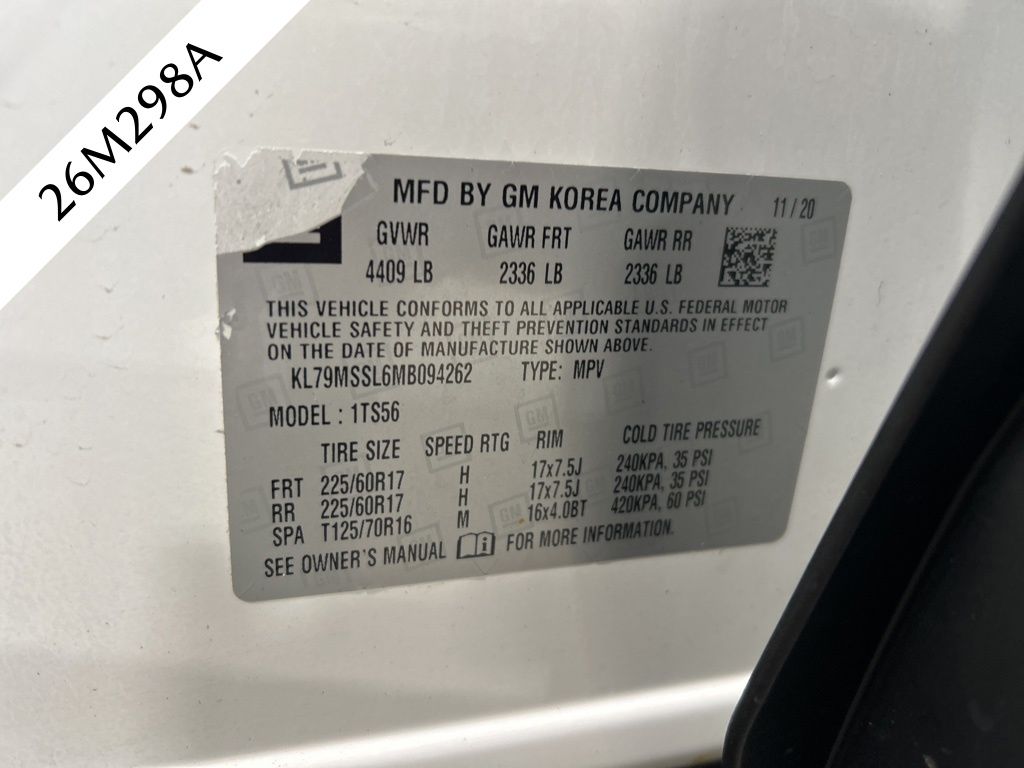 26M298A
GM
MFD BY GM KOREA COMPANY 11/20
GVWR GAWR FRT GAWR RR
4409 LB 2336 LB 2336 LB
THIS VEHICLE CONFORMS TO ALL APPLICABLE U.S. FEDERAL MOTOR
VEHICLE SAFETY AND THEFT PREVENTION STANDARDS IN EFFECT
ON THE DATE OF MANUFACTURE SHOWN ABOVE.
KL79MSSL6MB094262 TYPE: MPV
MODEL : 1TS56
TIRE SIZE SPEED RTG RIM COLD TIRE PRESSURE
FRT 225/60R17 H 17x7.5J 240KPA, 35 PSI
RR 225/60R17 H 17x7.5J 240KPA, 35 PSI
SPA T125/70R16 M 16x4.0BT 420KPA, 60 PSI
SEE OWNER'S MANUAL FOR MORE INFORMATION.